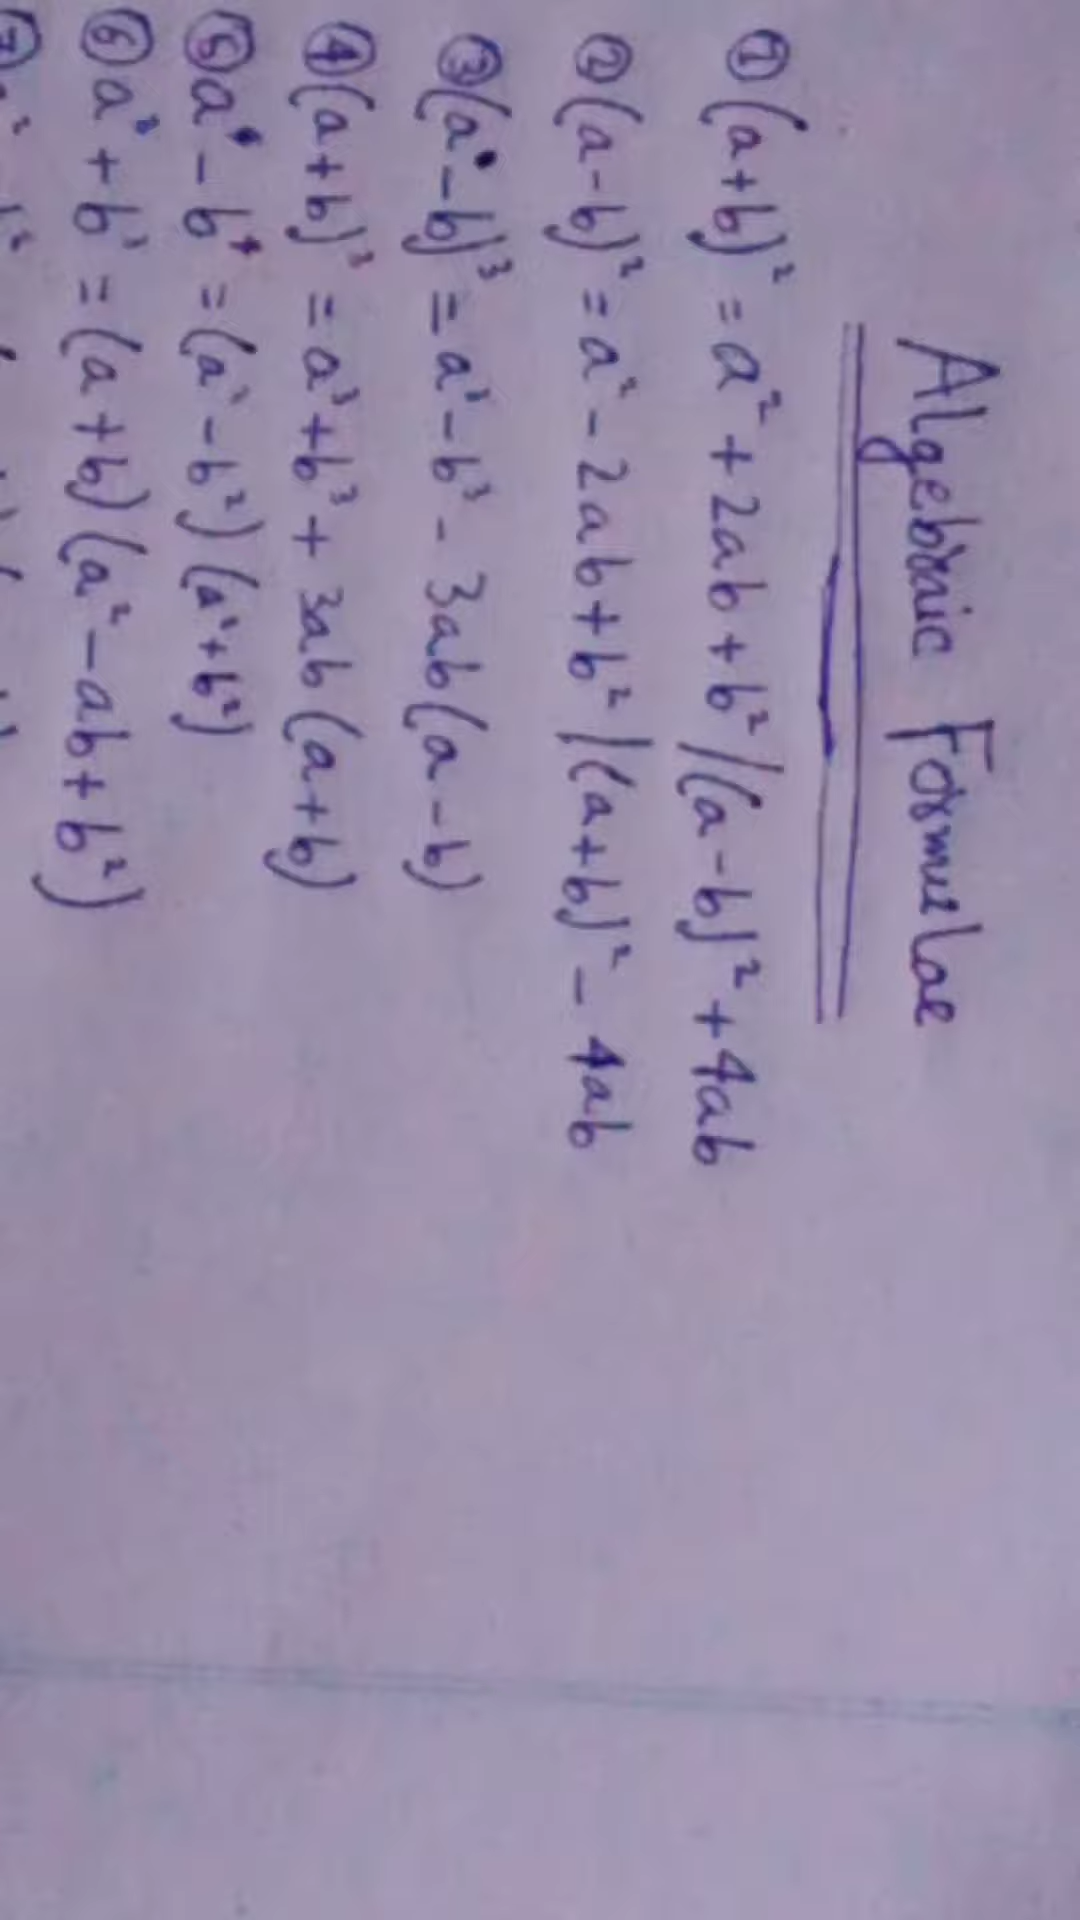 Algebraic Formulae
① (a+b)² = a² + 2ab + b² / (a-b)² + 4ab
② (a-b)² = a² - 2ab + b² / (a+b)² - 4ab
③ (a - b)³ = a³ - b³ - 3ab (a-b)
④ (a+b)³ = a³ + b³ + 3ab (a+b)
⑤ a⁴ - b⁴ = (a² - b²) (a² + b²)
⑥ a³ + b³ = (a+b) (a² - ab + b²)